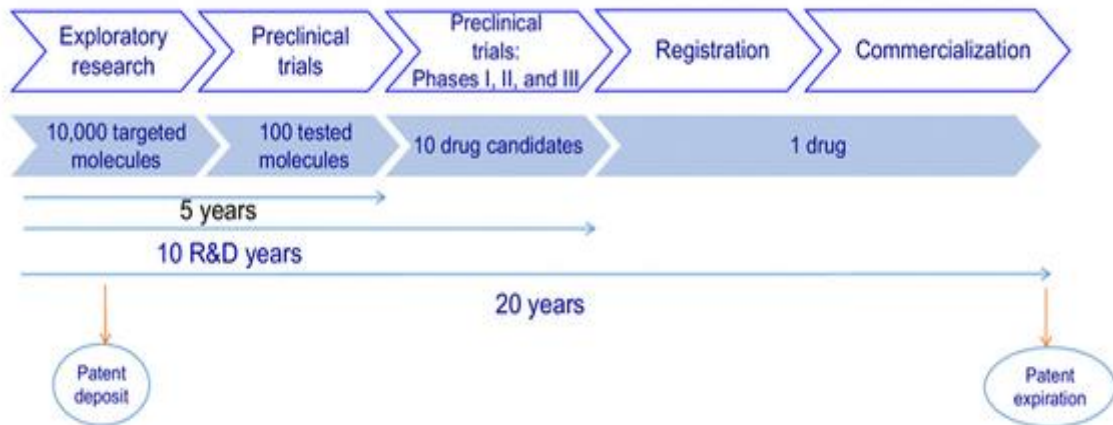 Exploratory
research
Preclinical
trials
Preclinical
trials:
Phases I, II, and III
Registration
Commercialization
10,000 targeted
molecules
100 tested
molecules
10 drug candidates
1 drug
5 years
10 R&D years
20 years
Patent
deposit
Patent
expiration